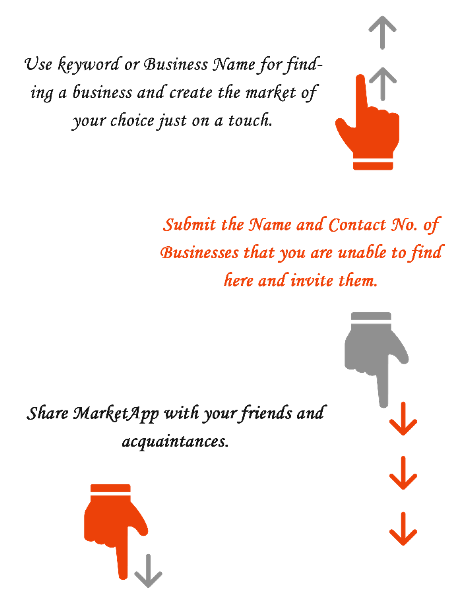 Use keyword or Business Name for find-
ing a business and create the market of
your choice just on a touch.
Submit the Name and Contact No. of
Businesses that you are unable to find
here and invite them.
Share MarketApp with your friends and
acquaintances.